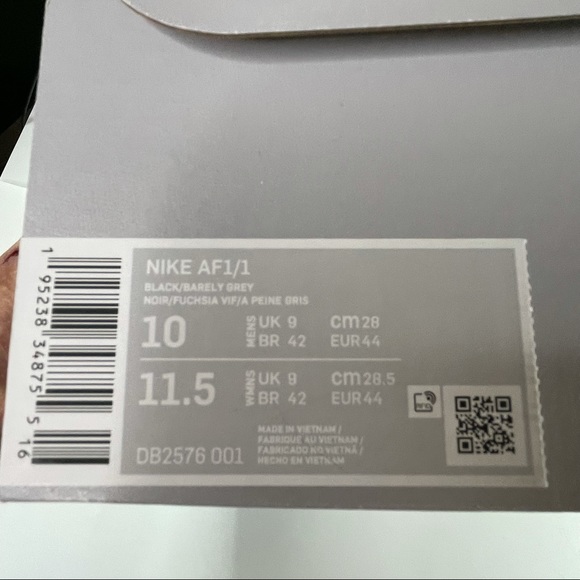 NIKE AF1/1
BLACK/BARELY GREY
NOIR/FUCHSIA VIF/A PEINE GRIS
10 MENS UK 9 cm 28
BR 42 EUR 44
11.5 WMNS UK 9 cm 28.5
BR 42 EUR 44
DB2576 001
MADE IN VIETNAM /
FABRIQUE AU VIETNAM /
FABRICADO NO VIETNÃ /
HECHO EN VIETNAM
1 95238 34875 5 16